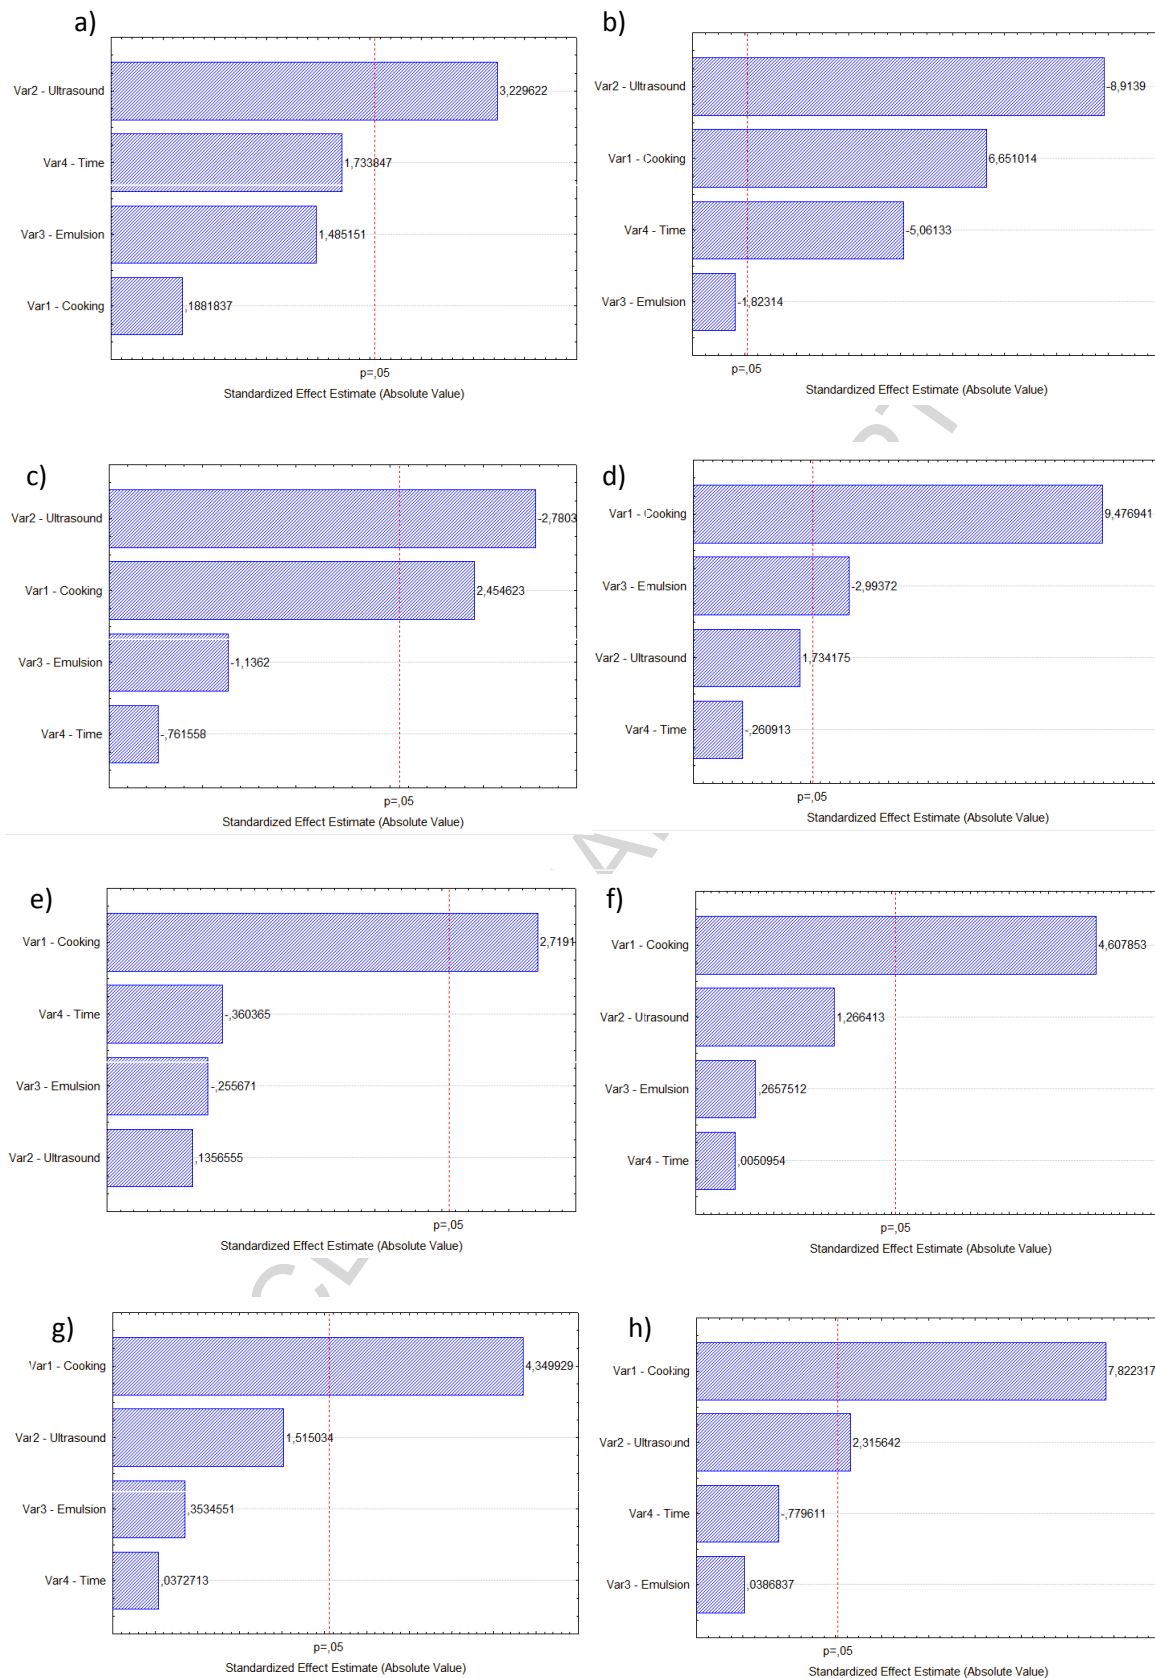 a)
Var2 - Ultrasound
3,229622
Var4 - Time
1,733847
Var3 - Emulsion
1,485151
Var1 - Cooking
,1881837
p=,05
Standardized Effect Estimate (Absolute Value)
b)
Var2 - Ultrasound
-8,9139
Var1 - Cooking
6,651014
Var4 - Time
-5,06133
Var3 - Emulsion
-1,82314
p=,05
Standardized Effect Estimate (Absolute Value)
c)
Var2 - Ultrasound
-2,7803
Var1 - Cooking
2,454623
Var3 - Emulsion
-1,1362
Var4 - Time
-,761558
p=,05
Standardized Effect Estimate (Absolute Value)
d)
Var1 - Cooking
9,476941
Var3 - Emulsion
-2,99372
Var2 - Ultrasound
1,734175
Var4 - Time
-,260913
p=,05
Standardized Effect Estimate (Absolute Value)
e)
Var1 - Cooking
2,7191
Var4 - Time
-,360365
Var3 - Emulsion
-,255671
Var2 - Ultrasound
,1356555
p=,05
Standardized Effect Estimate (Absolute Value)
f)
Var1 - Cooking
4,607853
Var2 - Utrasound
1,266413
Var3 - Emulsion
,2657512
Var4 - Time
,0050954
p=,05
Standardized Effect Estimate (Absolute Value)
g)
Var1 - Cooking
4,349929
Var2 - Ultrasound
1,515034
Var3 - Emulsion
,3534551
Var4 - Time
,0372713
p=,05
Standardized Effect Estimate (Absolute Value)
h)
Var1 - Cooking
7,822317
Var2 - Ultrasound
2,315642
Var4 - Time
-,779611
Var3 - Emulsion
,0386837
p=,05
Standardized Effect Estimate (Absolute Value)